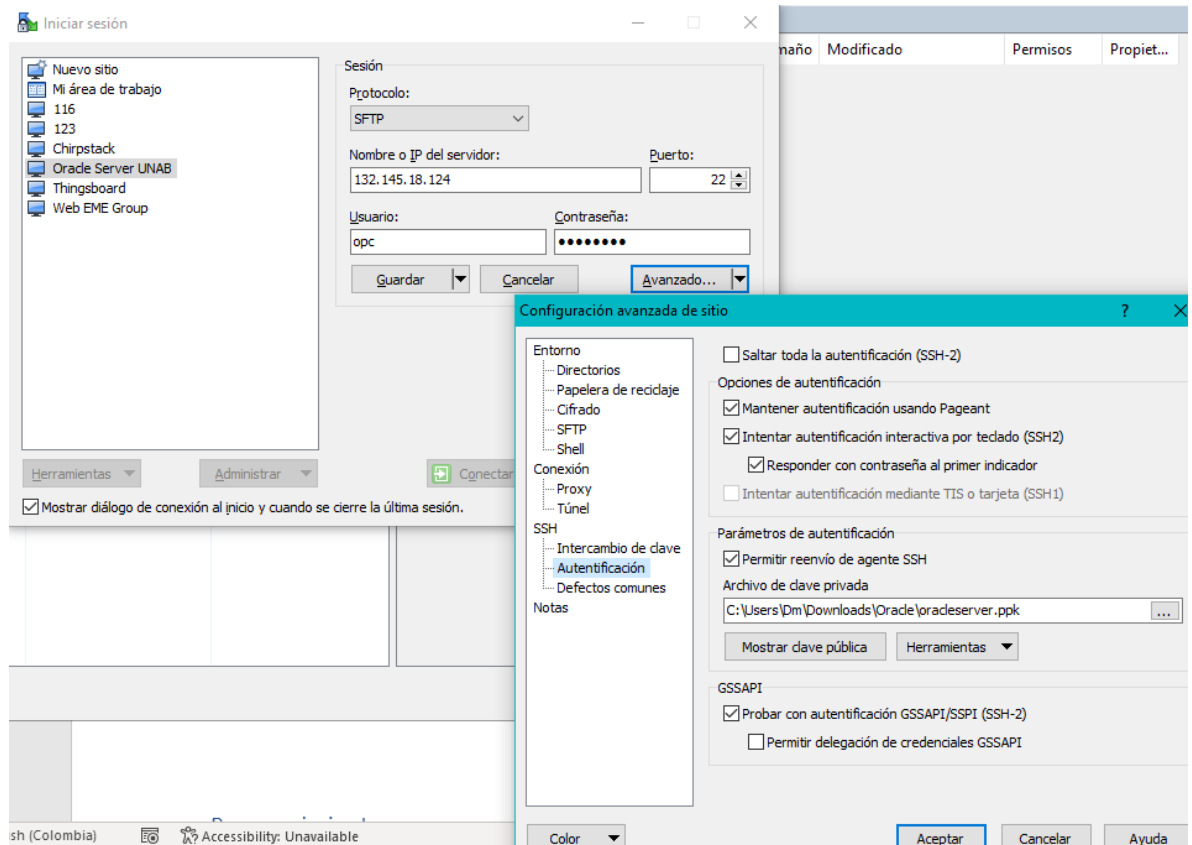 Iniciar sesión
Nuevo sitio
Mi área de trabajo
116
123
Chirpstack
Oracle Server UNAB
Thingsboard
Web EME Group
Sesión
Protocolo:
SFTP
Nombre o IP del servidor:
Puerto:
132.145.18.124
22
Usuario:
Contraseña:
opc
••••••••
Guardar
Cancelar
Avanzado...
Herramientas
Administrar
Conectar
Mostrar diálogo de conexión al inicio y cuando se cierre la última sesión.
maño
Modificado
Permisos
Propiet...
Configuración avanzada de sitio
?
Entorno
Directorios
Papelera de reciclaje
Cifrado
SFTP
Shell
Conexión
Proxy
Túnel
SSH
Intercambio de clave
Autentificación
Defectos comunes
Notas
Saltar toda la autentificación (SSH-2)
Opciones de autentificación
Mantener autentificación usando Pageant
Intentar autentificación interactiva por teclado (SSH2)
Responder con contraseña al primer indicador
Intentar autentificación mediante TIS o tarjeta (SSH1)
Parámetros de autentificación
Permitir reenvío de agente SSH
Archivo de clave privada
C:\Users\Dm\Downloads\Oracle\oracleserver.ppk
...
Mostrar clave pública
Herramientas
GSSAPI
Probar con autentificación GSSAPI/SSPI (SSH-2)
Permitir delegación de credenciales GSSAPI
Color
Aceptar
Cancelar
Ayuda
sh (Colombia)
Accessibility: Unavailable